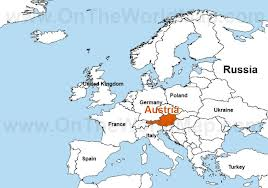 www.OnTheWorldMap.com
Russia
United Kingdom
Poland
Germany
Austria
Ukraine
France
Italy
Spain
Turkey